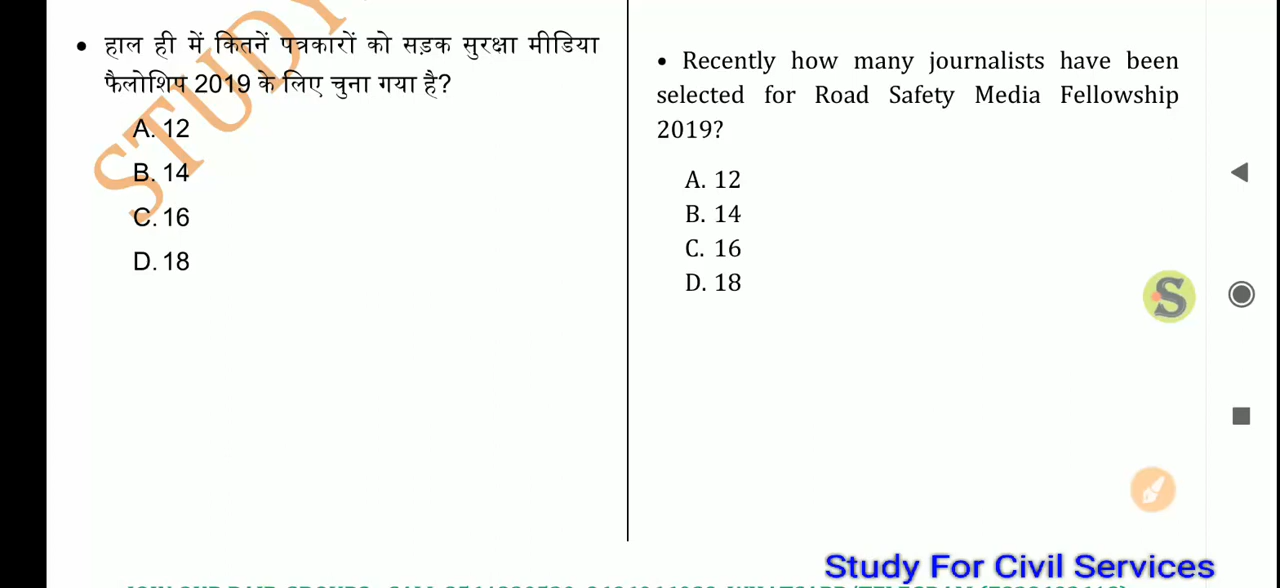 STUDY
• हाल ही में कितनें पत्रकारों को सड़क सुरक्षा मीडिया
फैलोशिप 2019 के लिए चुना गया है?
A. 12
B. 14
C. 16
D. 18
• Recently how many journalists have been
selected for Road Safety Media Fellowship
2019?
A. 12
B. 14
C. 16
D. 18
S
Study For Civil Services